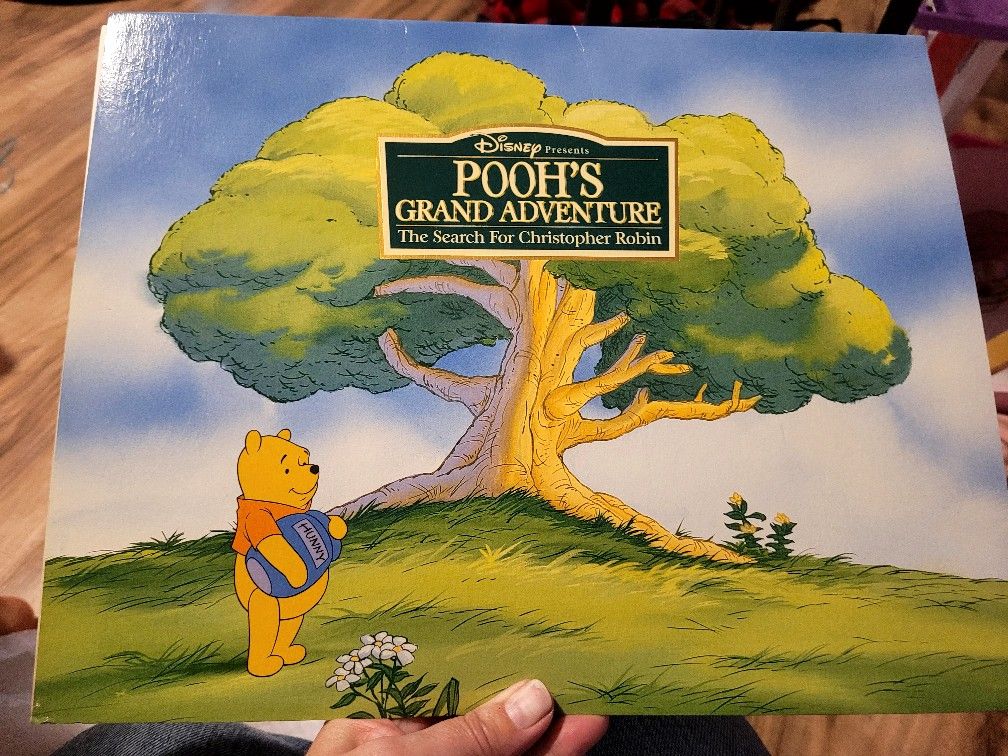 Disney Presents
POOH'S
GRAND ADVENTURE
The Search For Christopher Robin
HUNNY